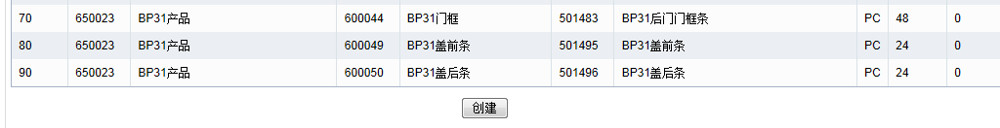 70 650023 BP31产品 600044 BP31门框 501483 BP31后门门框条 PC 48 0
80 650023 BP31产品 600049 BP31盖前条 501495 BP31盖前条 PC 24 0
90 650023 BP31产品 600050 BP31盖后条 501496 BP31盖后条 PC 24 0
创建